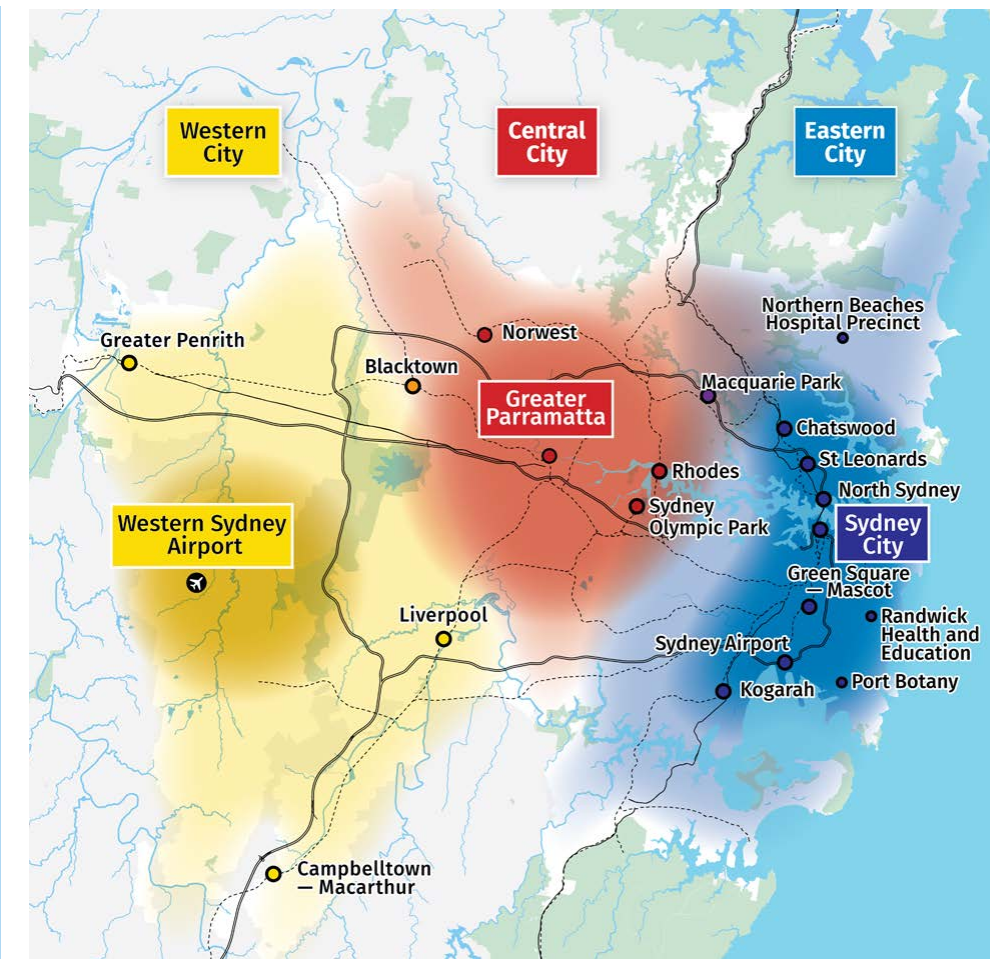 Western
City
Central
City
Eastern
City
Northern Beaches
Hospital Precinct
Norwest
Greater Penrith
Blacktown
Macquarie Park
Greater
Parramatta
Chatswood
St Leonards
Rhodes
North Sydney
Sydney
Olympic Park
Western Sydney
Airport
Sydney
City
Green Square
— Mascot
Liverpool
Randwick
Health and
Education
Sydney Airport
Port Botany
Kogarah
Campbelltown
— Macarthur